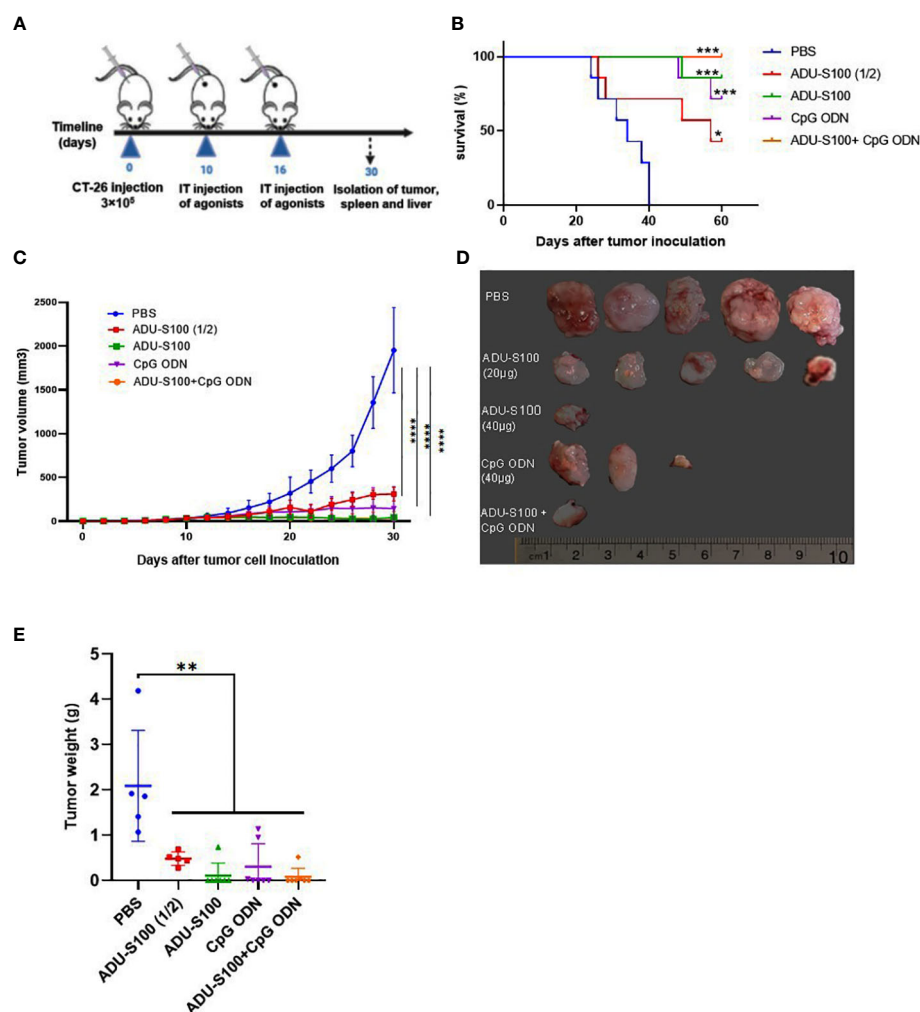 A
Timeline
(days)
0
10
16
30
CT-26 injection
3×10⁵
IT injection
of agonists
IT injection
of agonists
Isolation of tumor,
spleen and liver
B
survival (%)
100
50
0
0
20
40
60
80
Days after tumor inoculation
***
***
***
*
PBS
ADU-S100 (1/2)
ADU-S100
CpG ODN
ADU-S100+ CpG ODN
C
Tumor volume (mm3)
2500
2000
1500
1000
500
0
0
10
20
30
Days after tumor cell Inoculation
PBS
ADU-S100 (1/2)
ADU-S100
CpG ODN
ADU-S100+CpG ODN
****
****
****
D
PBS
ADU-S100
(20µg)
ADU-S100
(40µg)
CpG ODN
(40µg)
ADU-S100 +
CpG ODN
cm 1 2 3 4 5 6 7 8 9 10
E
Tumor weight (g)
5
4
3
2
1
0
**
PBS
ADU-S100 (1/2)
ADU-S100
CpG ODN
ADU-S100+CpG ODN